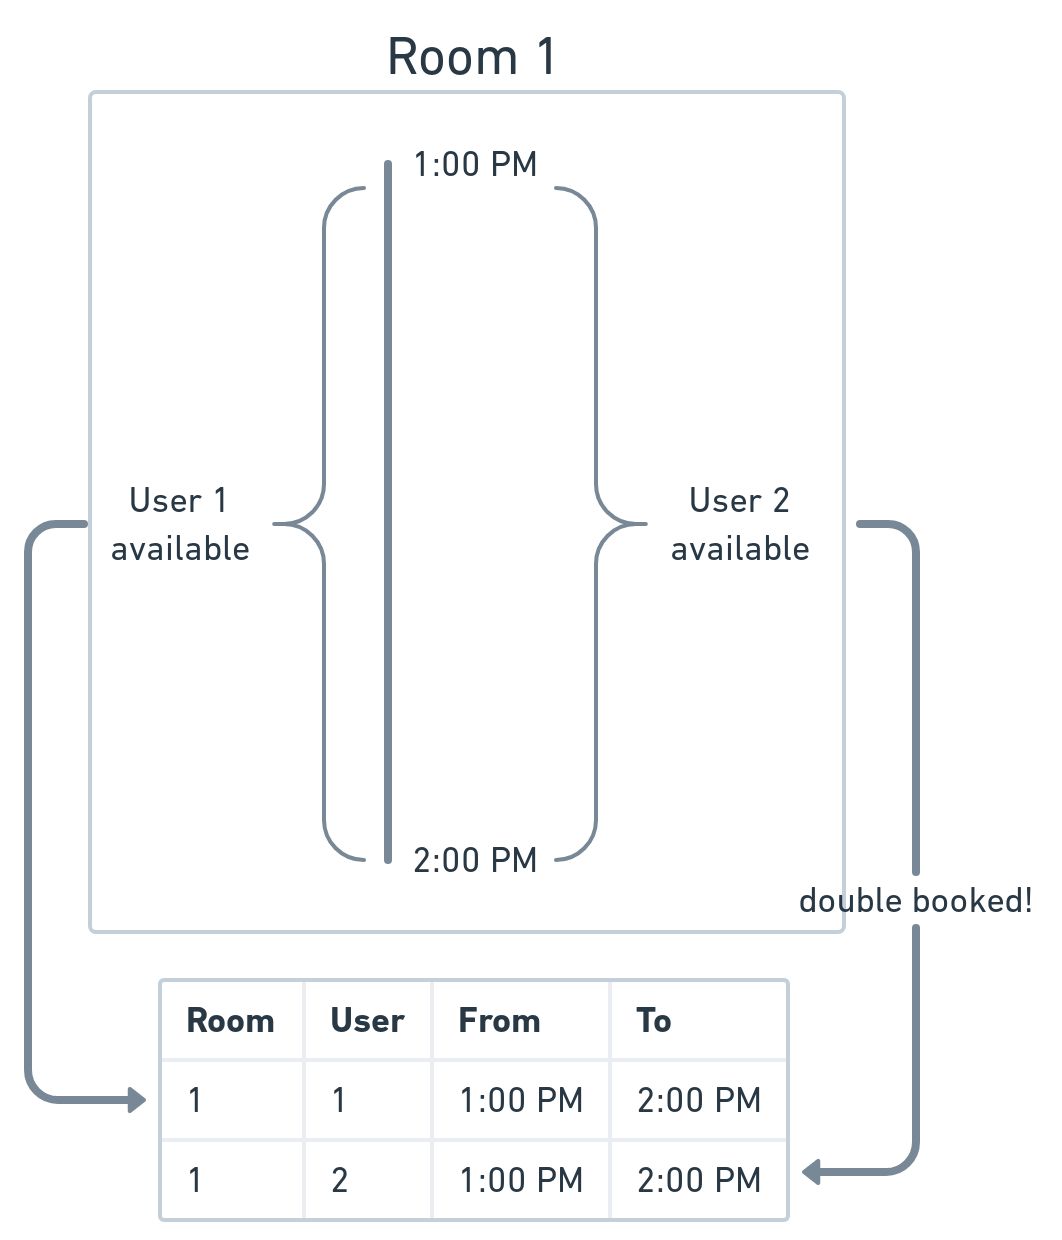 Room 1
1:00 PM
User 1
available
User 2
available
2:00 PM
double booked!
Room User From To
1 1 1:00 PM 2:00 PM
1 2 1:00 PM 2:00 PM